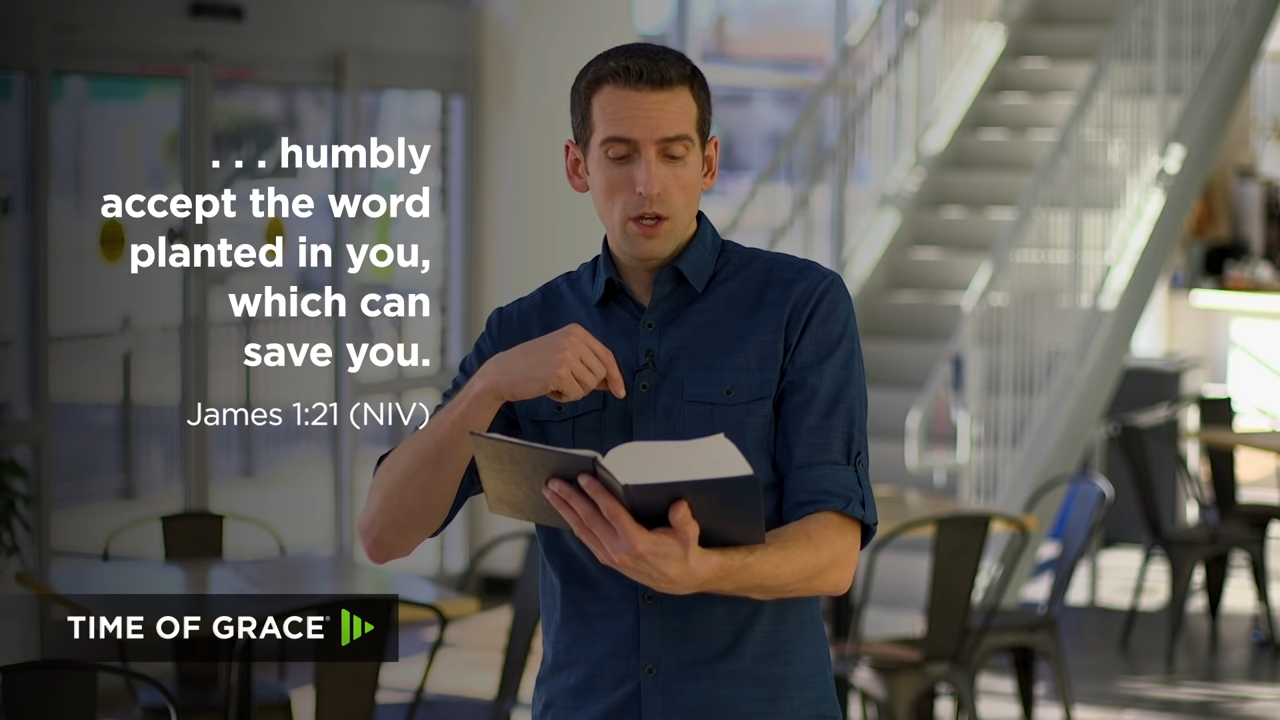 . . . humbly
accept the word
planted in you,
which can
save you.
James 1:21 (NIV)
TIME OF GRACE®